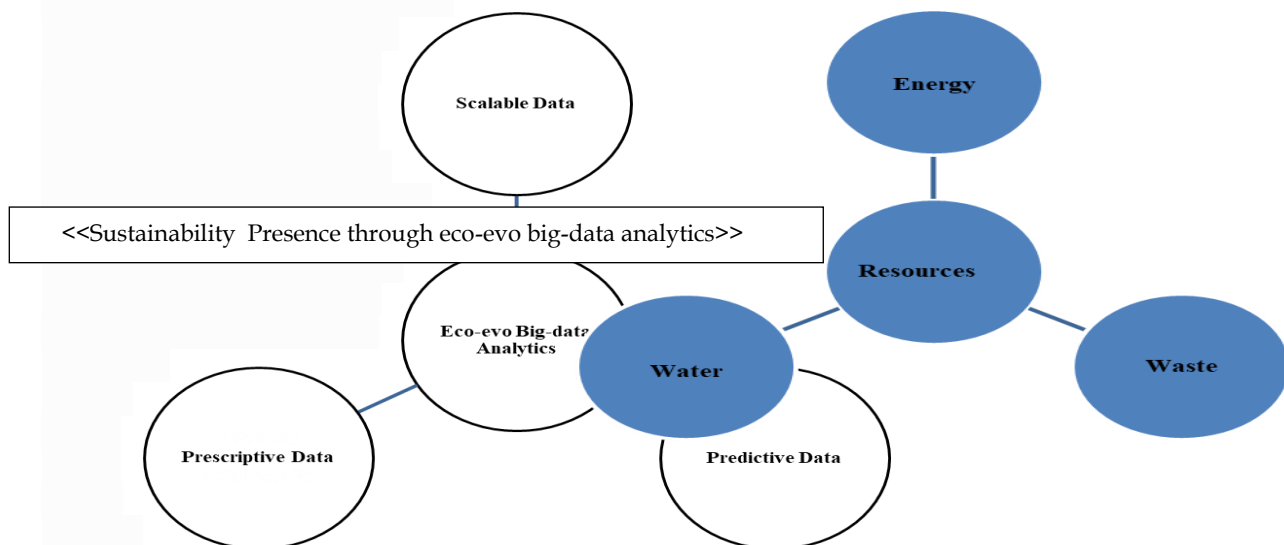 Energy
Scalable Data
<<Sustainability Presence through eco-evo big-data analytics>>
Resources
Eco-evo Big-data
Analytics
Water
Waste
Prescriptive Data
Predictive Data